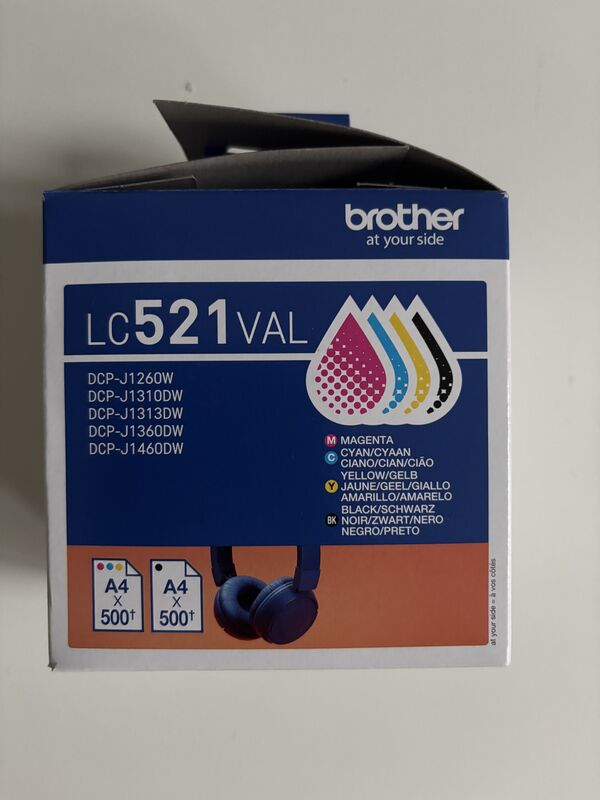 brother
at your side
LC521VAL
DCP-J1260W
DCP-J1310DW
DCP-J1313DW
DCP-J1360DW
DCP-J1460DW
M MAGENTA
C CYAN/CYAAN
CIANO/CIAN/CIÃO
YELLOW/GELB
Y JAUNE/GEEL/GIALLO
AMARILLO/AMARELO
BLACK/SCHWARZ
BK NOIR/ZWART/NERO
NEGRO/PRETO
A4
X
500†
A4
X
500†
at your side = à vos côtés